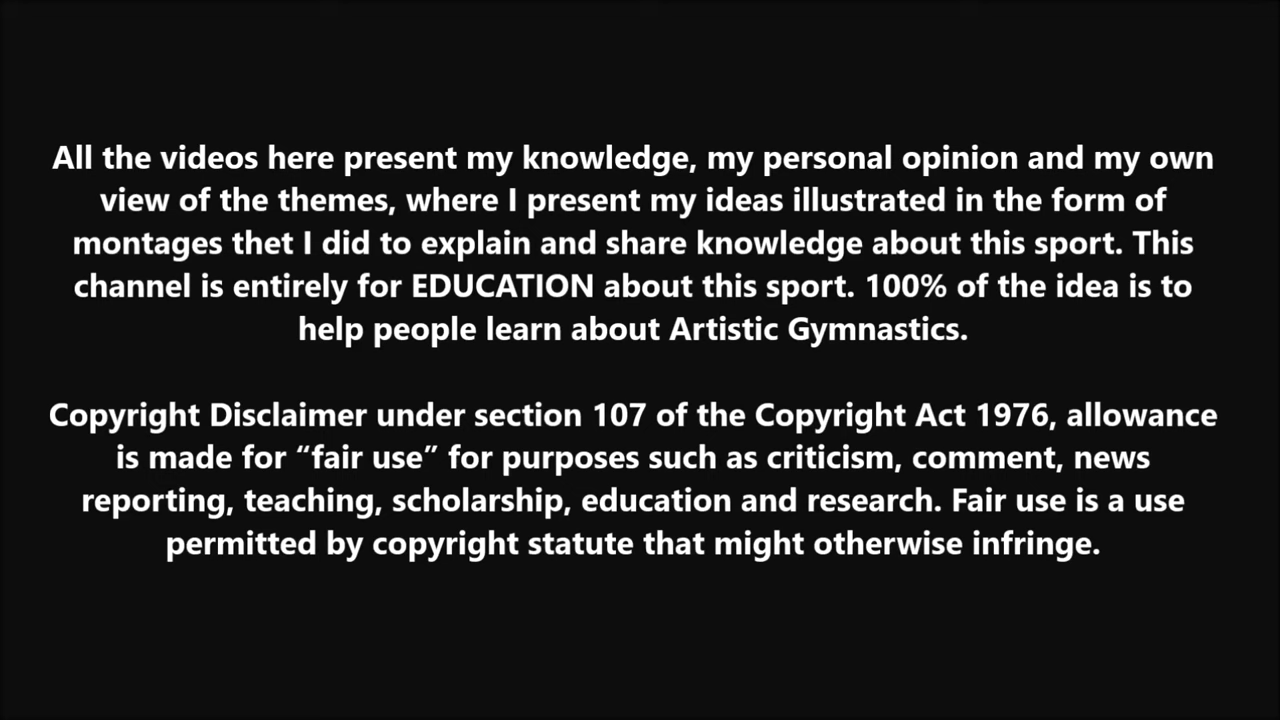 All the videos here present my knowledge, my personal opinion and my own
view of the themes, where I present my ideas illustrated in the form of
montages thet I did to explain and share knowledge about this sport. This
channel is entirely for EDUCATION about this sport. 100% of the idea is to
help people learn about Artistic Gymnastics.
Copyright Disclaimer under section 107 of the Copyright Act 1976, allowance
is made for “fair use” for purposes such as criticism, comment, news
reporting, teaching, scholarship, education and research. Fair use is a use
permitted by copyright statute that might otherwise infringe.